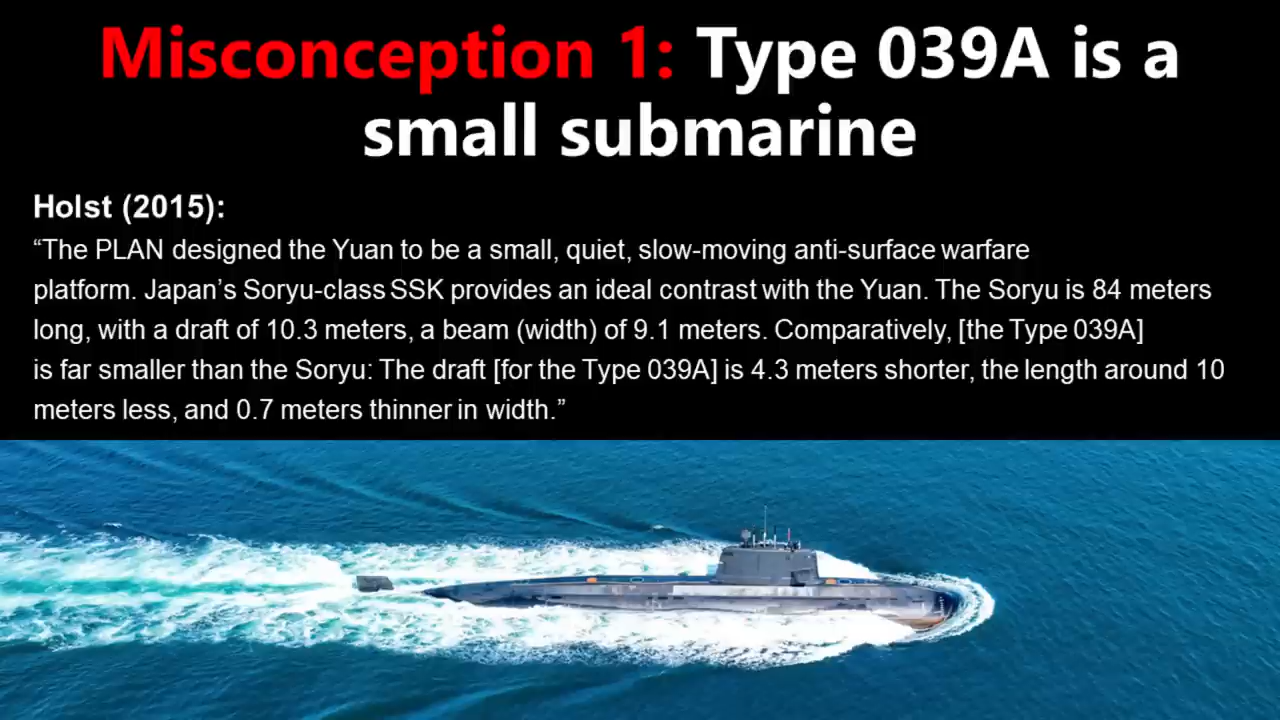 Misconception 1: Type 039A is a
small submarine
Holst (2015):
“The PLAN designed the Yuan to be a small, quiet, slow-moving anti-surface warfare
platform. Japan’s Soryu-class SSK provides an ideal contrast with the Yuan. The Soryu is 84 meters
long, with a draft of 10.3 meters, a beam (width) of 9.1 meters. Comparatively, [the Type 039A]
is far smaller than the Soryu: The draft [for the Type 039A] is 4.3 meters shorter, the length around 10
meters less, and 0.7 meters thinner in width.”